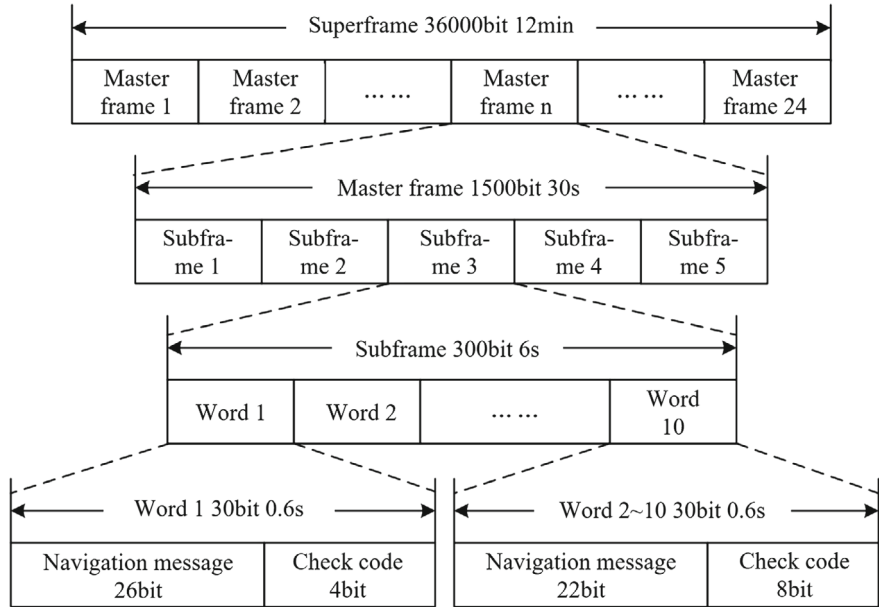 Superframe 36000bit 12min
Master
frame 1
Master
frame 2
... ...
Master
frame n
... ...
Master
frame 24
Master frame 1500bit 30s
Subfra-
me 1
Subfra-
me 2
Subfra-
me 3
Subfra-
me 4
Subfra-
me 5
Subframe 300bit 6s
Word 1
Word 2
... ...
Word
10
Word 1 30bit 0.6s
Word 2~10 30bit 0.6s
Navigation message
26bit
Check code
4bit
Navigation message
22bit
Check code
8bit